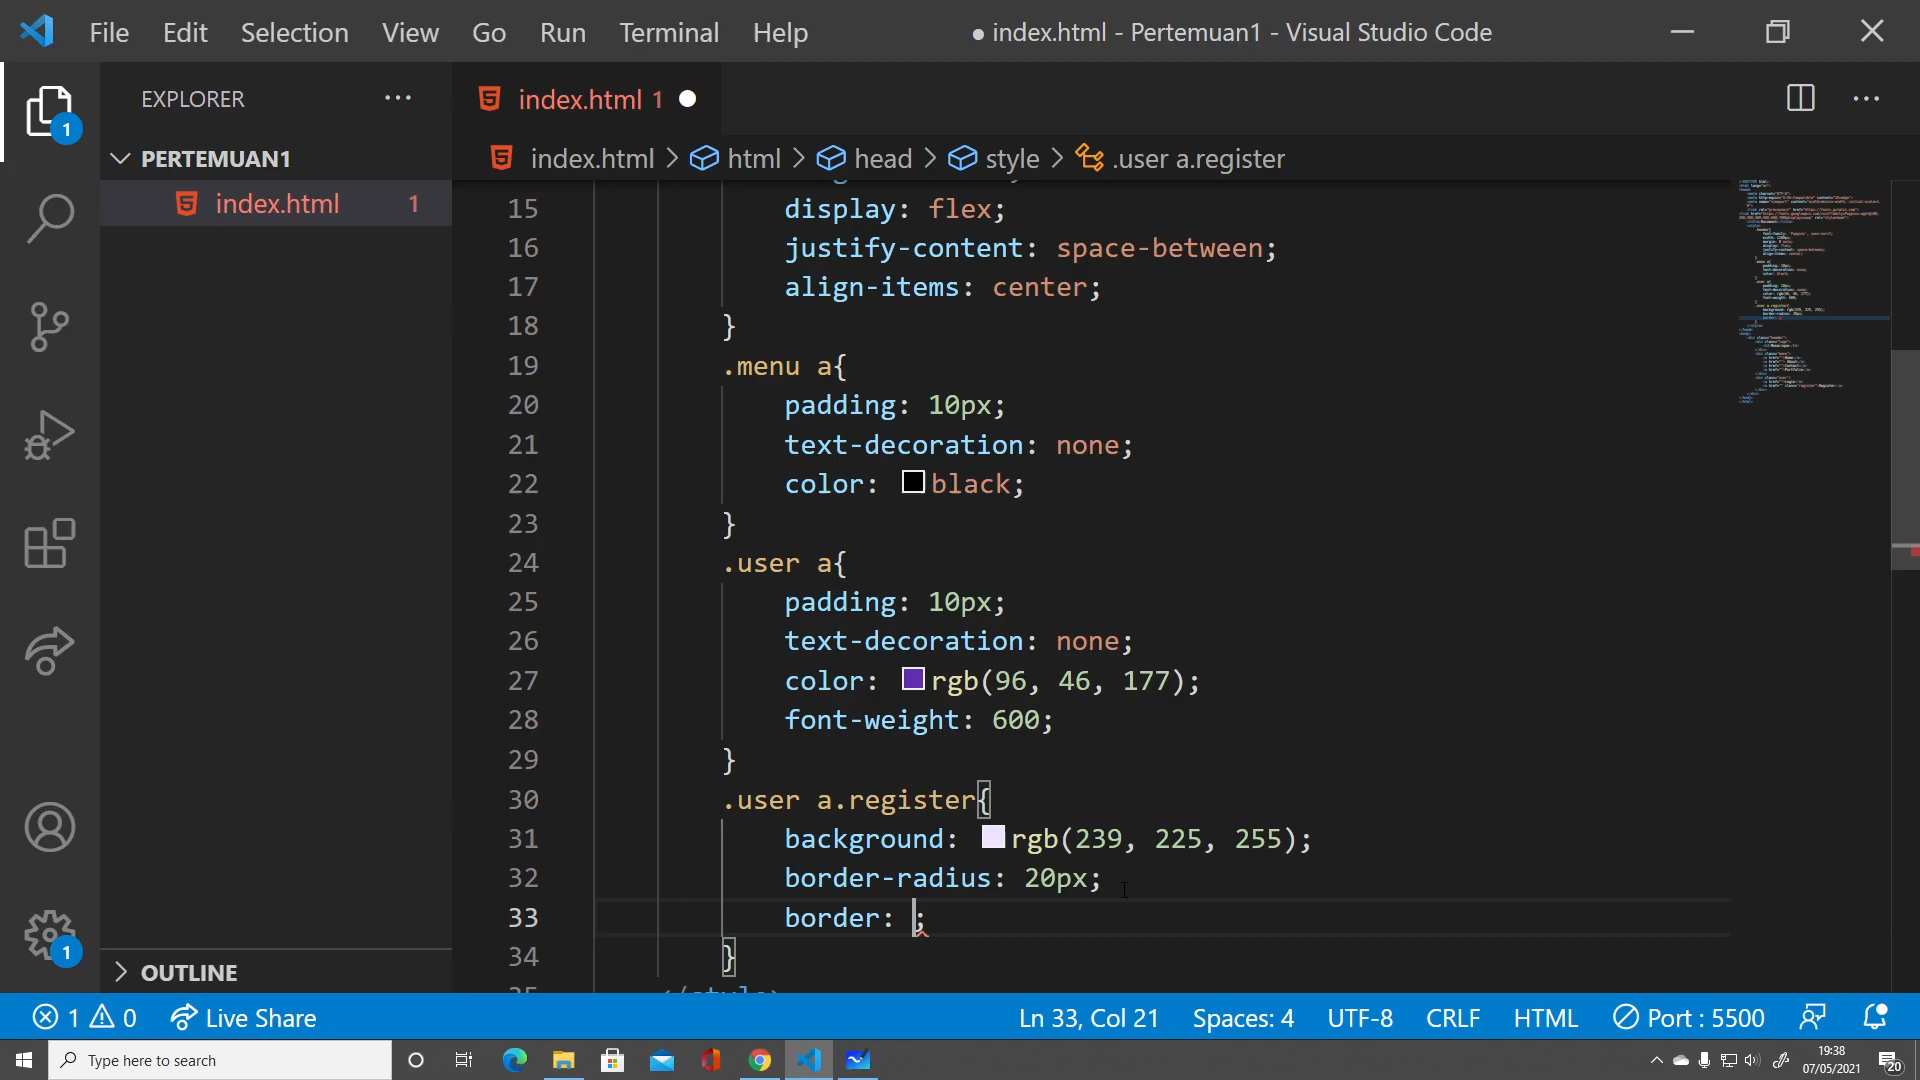 File Edit Selection View Go Run Terminal Help
● index.html - Pertemuan1 - Visual Studio Code
EXPLORER ···
index.html 1 ●
index.html > html > head > style > .user a.register
PERTEMUAN1
index.html 1
15 display: flex;
16 justify-content: space-between;
17 align-items: center;
18 }
19 .menu a{
20 padding: 10px;
21 text-decoration: none;
22 color: black;
23 }
24 .user a{
25 padding: 10px;
26 text-decoration: none;
27 color: rgb(96, 46, 177);
28 font-weight: 600;
29 }
30 .user a.register{
31 background: rgb(239, 225, 255);
32 border-radius: 20px;
33 border: ;
34 }
1
1
OUTLINE
1 0 Live Share Ln 33, Col 21 Spaces: 4 UTF-8 CRLF HTML Port : 5500
Type here to search
19:38
07/05/2021
20